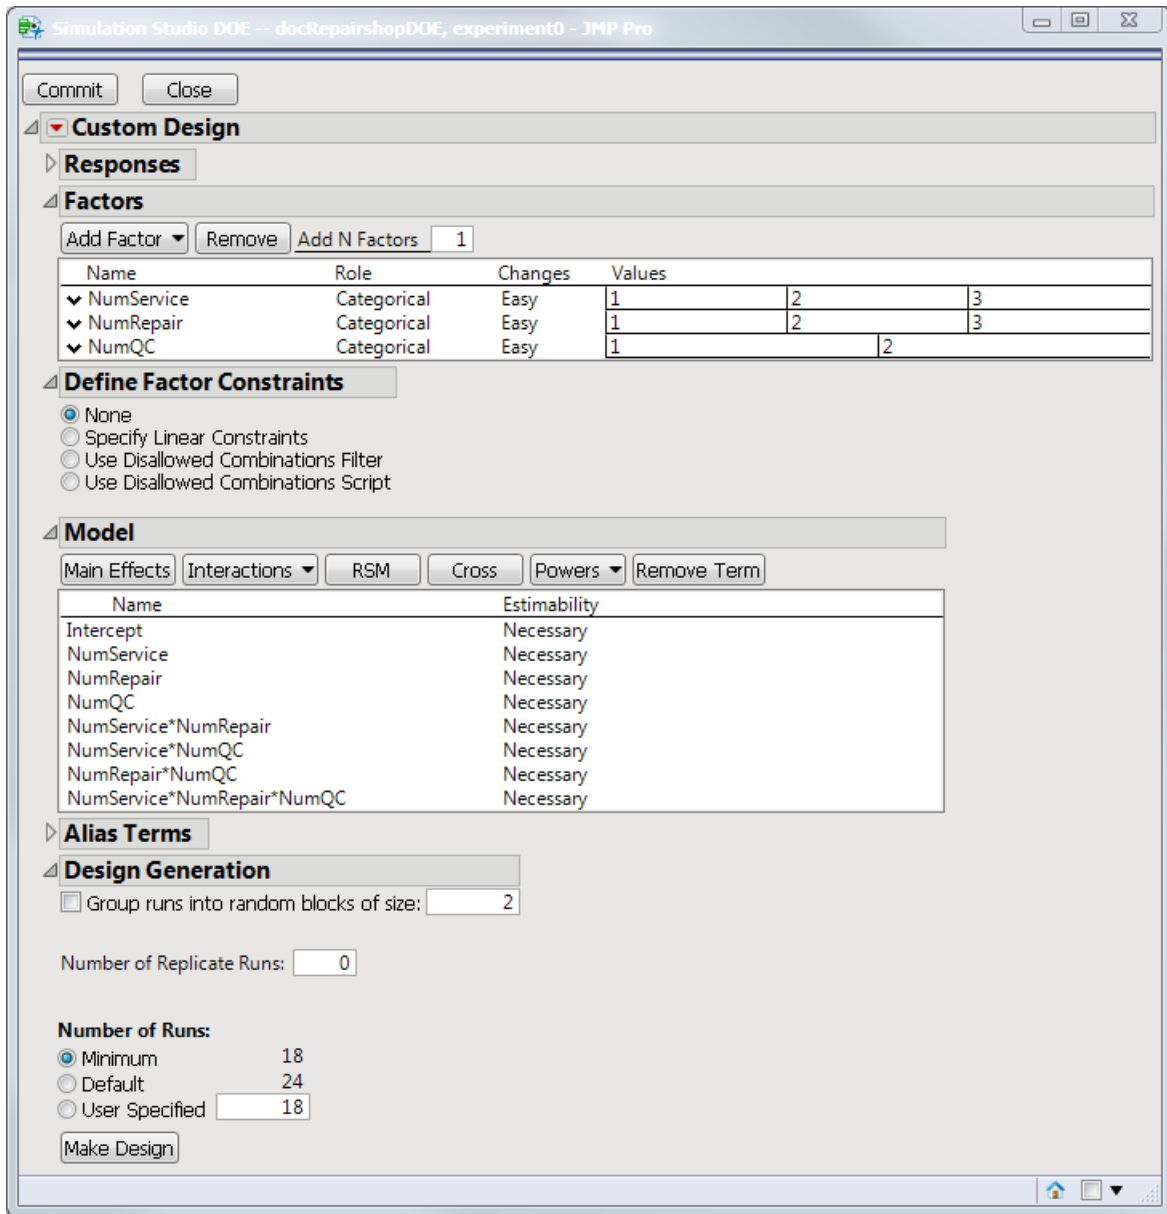 Simulation Studio DOE -- docRepairshopDOE, experiment0 - JMP Pro
Commit Close
Custom Design
Responses
Factors
Add Factor Remove Add N Factors 1
Name Role Changes Values
NumService Categorical Easy 1 2 3
NumRepair Categorical Easy 1 2 3
NumQC Categorical Easy 1 2
Define Factor Constraints
None
Specify Linear Constraints
Use Disallowed Combinations Filter
Use Disallowed Combinations Script
Model
Main Effects Interactions RSM Cross Powers Remove Term
Name Estimability
Intercept Necessary
NumService Necessary
NumRepair Necessary
NumQC Necessary
NumService*NumRepair Necessary
NumService*NumQC Necessary
NumRepair*NumQC Necessary
NumService*NumRepair*NumQC Necessary
Alias Terms
Design Generation
Group runs into random blocks of size: 2
Number of Replicate Runs: 0
Number of Runs:
Minimum 18
Default 24
User Specified 18
Make Design